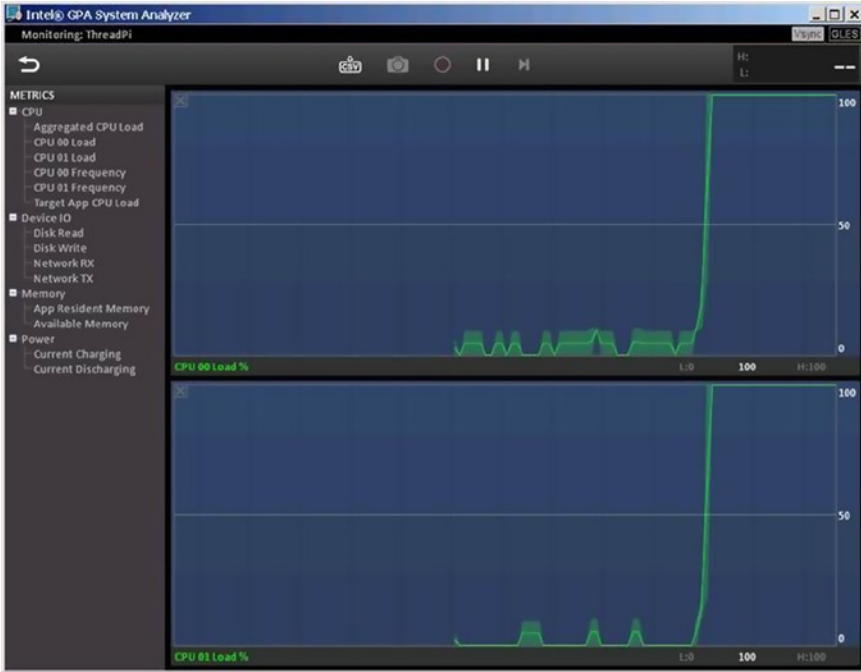 Intel® GPA System Analyzer
Monitoring: ThreadPi
Vsync GLES
CSV
H:
L:
--
METRICS
CPU
Aggregated CPU Load
CPU 00 Load
CPU 01 Load
CPU 00 Frequency
CPU 01 Frequency
Target App CPU Load
Device IO
Disk Read
Disk Write
Network RX
Network TX
Memory
App Resident Memory
Available Memory
Power
Current Charging
Current Discharging
100
50
0
CPU 00 Load % L:0 100 H:100
100
50
0
CPU 01 Load % L:0 100 H:100